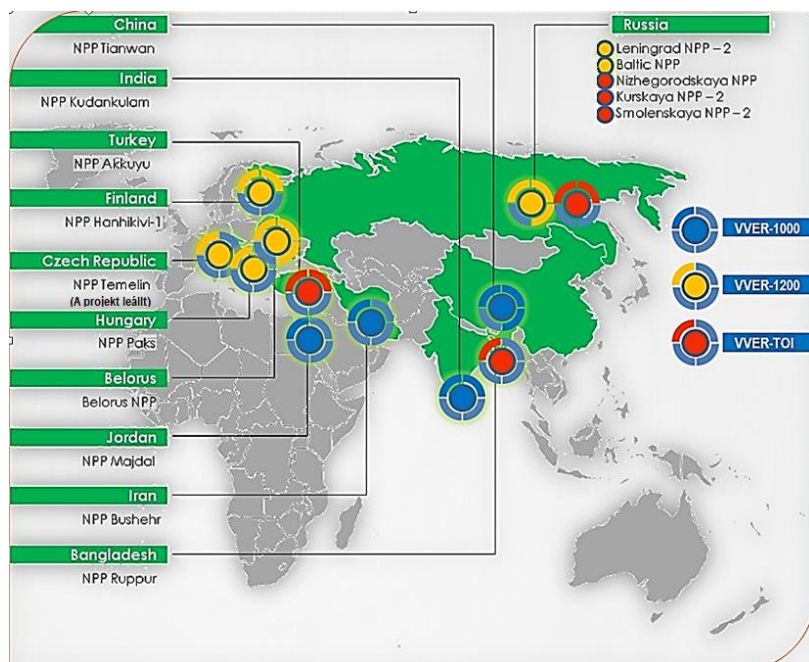 China
NPP Tianwan
India
NPP Kudankulam
Turkey
NPP Akkuyu
Finland
NPP Hanhikivi-1
Czech Republic
NPP Temelin
(A projekt leállt)
Hungary
NPP Paks
Belorus
Belorus NPP
Jordan
NPP Majdal
Iran
NPP Bushehr
Bangladesh
NPP Ruppur
Russia
Leningrad NPP – 2
Baltic NPP
Nizhegorodskaya NPP
Kurskaya NPP – 2
Smolenskaya NPP – 2
VVER-1000
VVER-1200
VVER-TOI